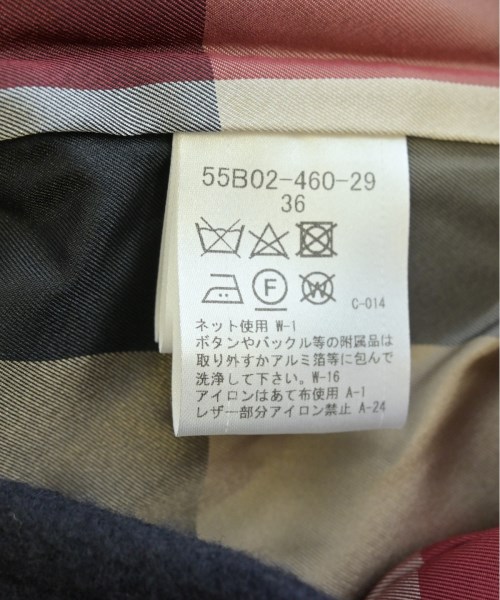 55B02-460-29
36
F W
C-014
ネット使用 W-1
ボタンやバックル等の附属品は
取り外すかアルミ箔等に包んで
洗浄して下さい。W-16
アイロンはあて布使用 A-1
レザー部分アイロン禁止 A-24